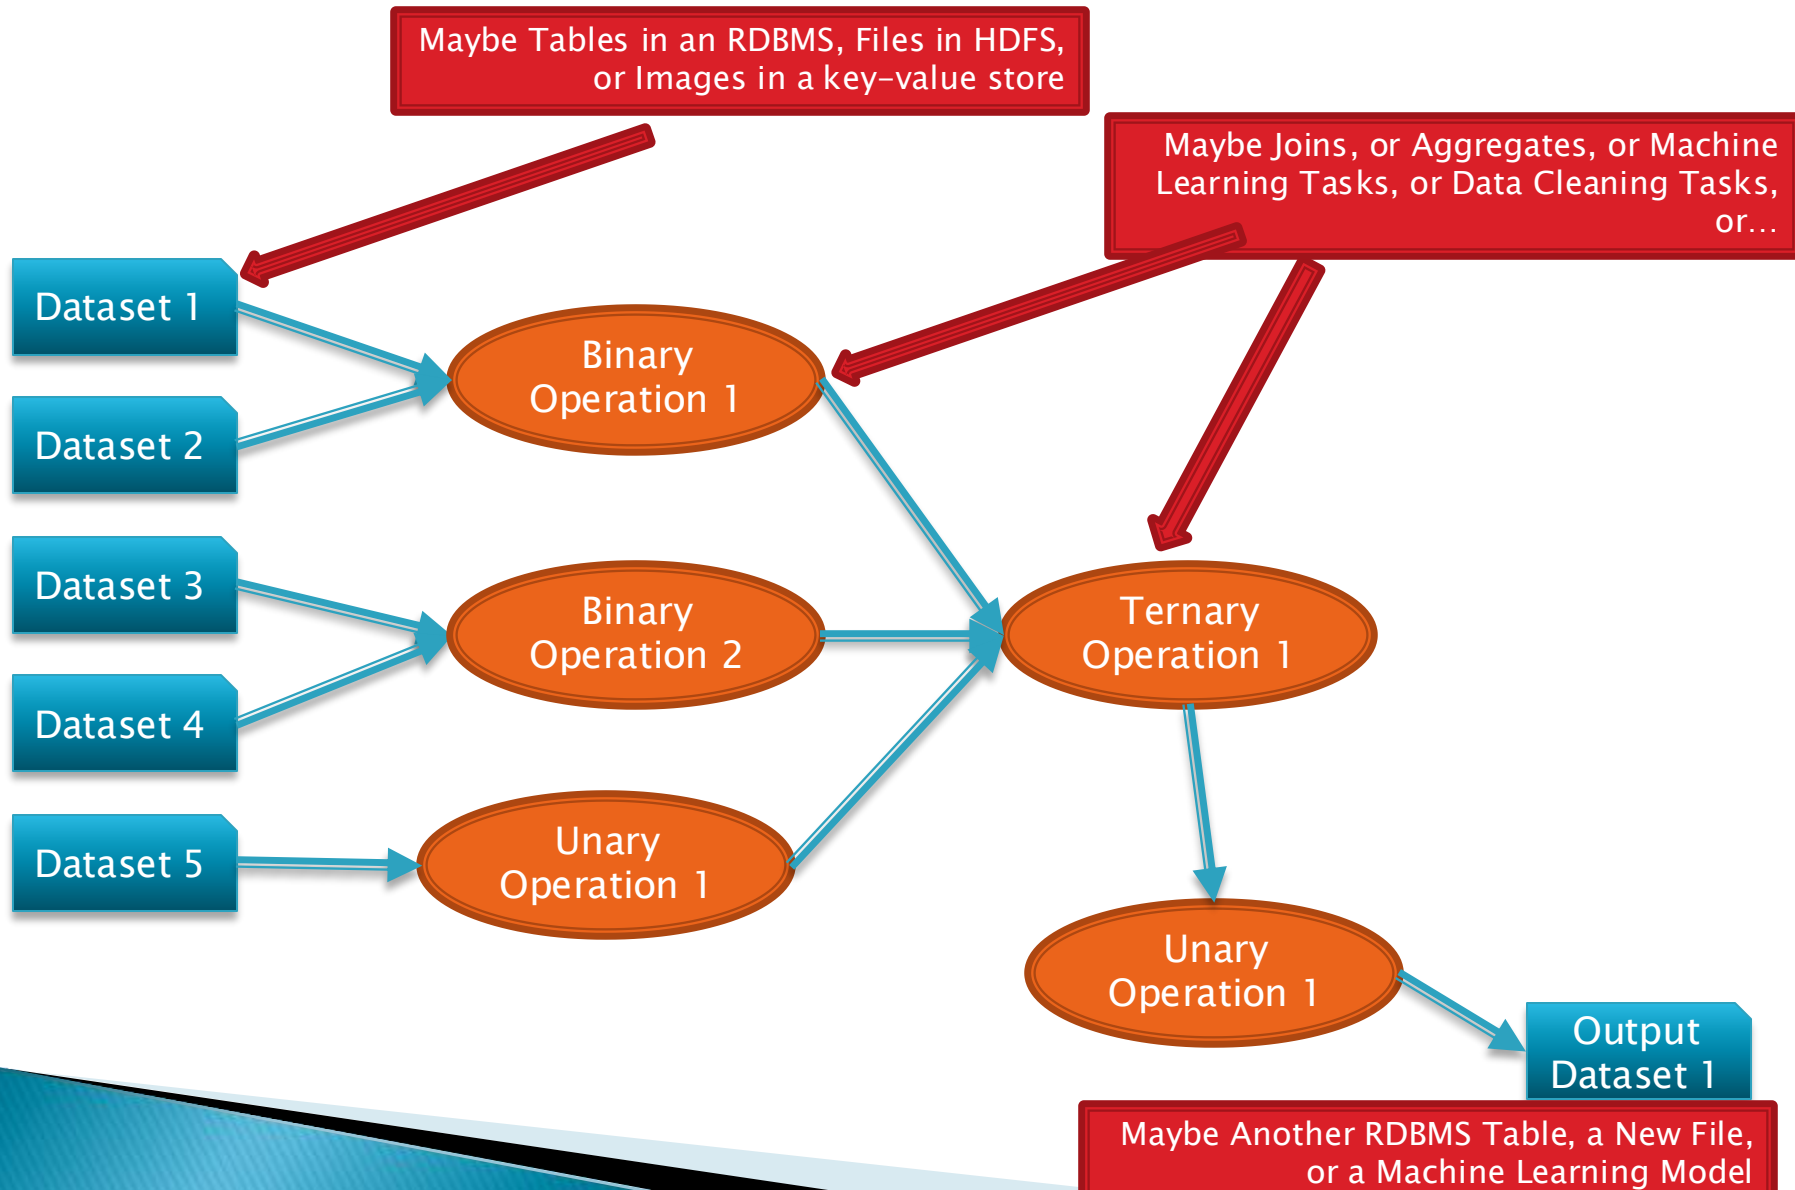 Maybe Tables in an RDBMS, Files in HDFS,
or Images in a key-value store
Maybe Joins, or Aggregates, or Machine
Learning Tasks, or Data Cleaning Tasks,
or...
Dataset 1
Dataset 2
Dataset 3
Dataset 4
Dataset 5
Binary
Operation 1
Binary
Operation 2
Unary
Operation 1
Ternary
Operation 1
Unary
Operation 1
Output
Dataset 1
Maybe Another RDBMS Table, a New File,
or a Machine Learning Model